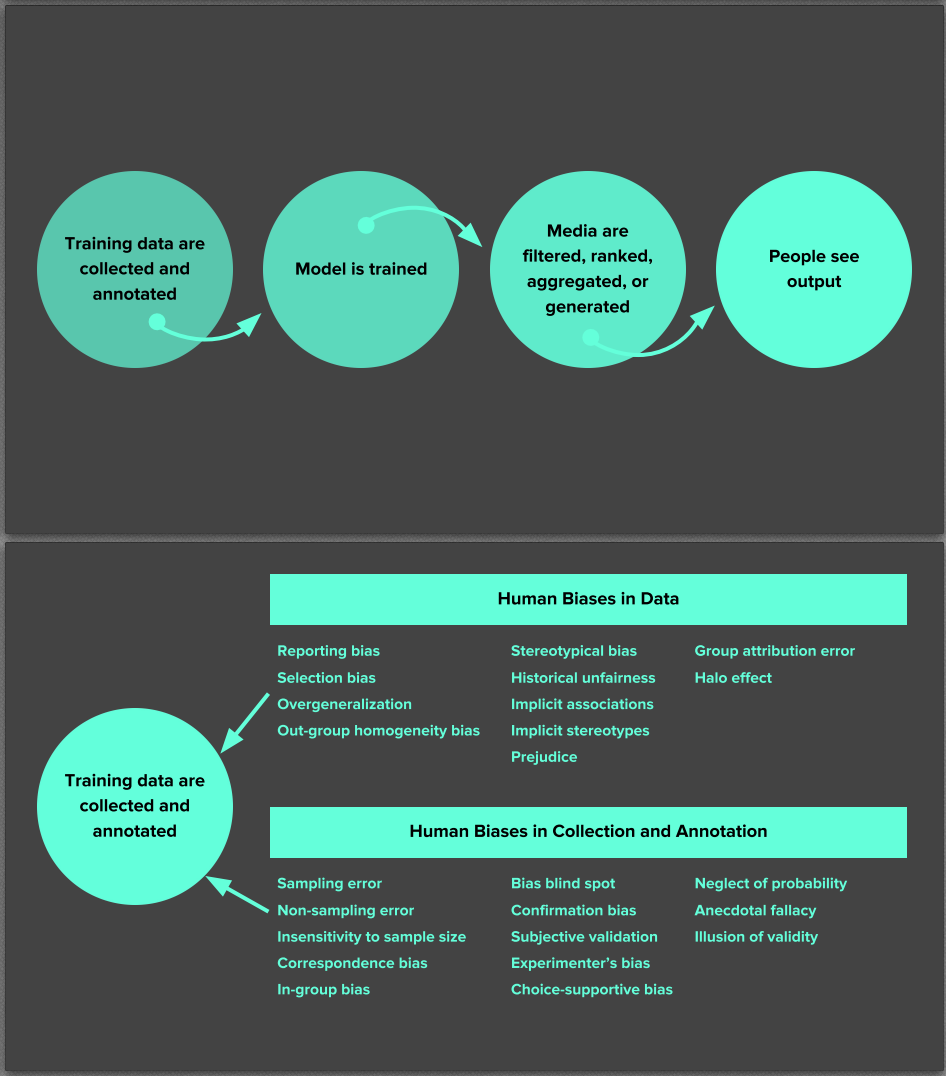 Training data are
collected and
annotated
Model is trained
Media are
filtered, ranked,
aggregated, or
generated
People see
output
Human Biases in Data
Reporting bias
Selection bias
Overgeneralization
Out-group homogeneity bias
Stereotypical bias
Historical unfairness
Implicit associations
Implicit stereotypes
Prejudice
Group attribution error
Halo effect
Training data are
collected and
annotated
Human Biases in Collection and Annotation
Sampling error
Non-sampling error
Insensitivity to sample size
Correspondence bias
In-group bias
Bias blind spot
Confirmation bias
Subjective validation
Experimenter’s bias
Choice-supportive bias
Neglect of probability
Anecdotal fallacy
Illusion of validity